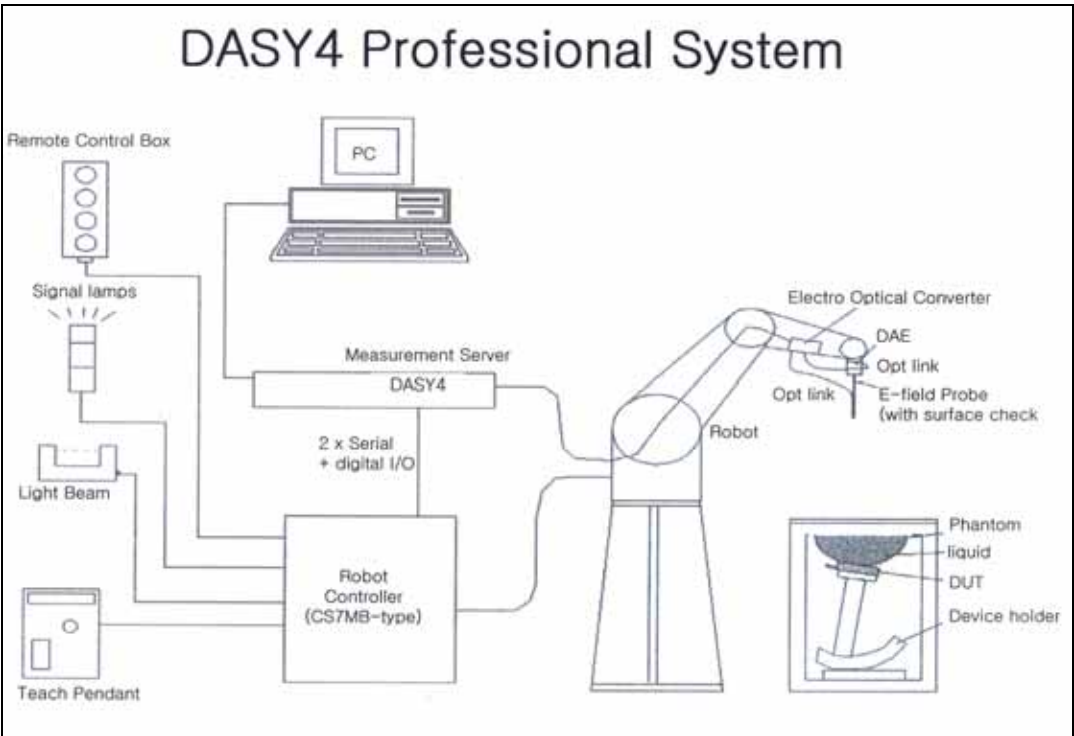 DASY4 Professional System
Remote Control Box
PC
Signal lamps
Electro Optical Converter
DAE
Measurement Server
DASY4
Opt link
Opt link
E-field Probe
(with surface check
Robot
2 x Serial
+ digital I/O
Light Beam
Phantom
liquid
DUT
Robot
Controller
(CS7MB-type)
Device holder
Teach Pendant